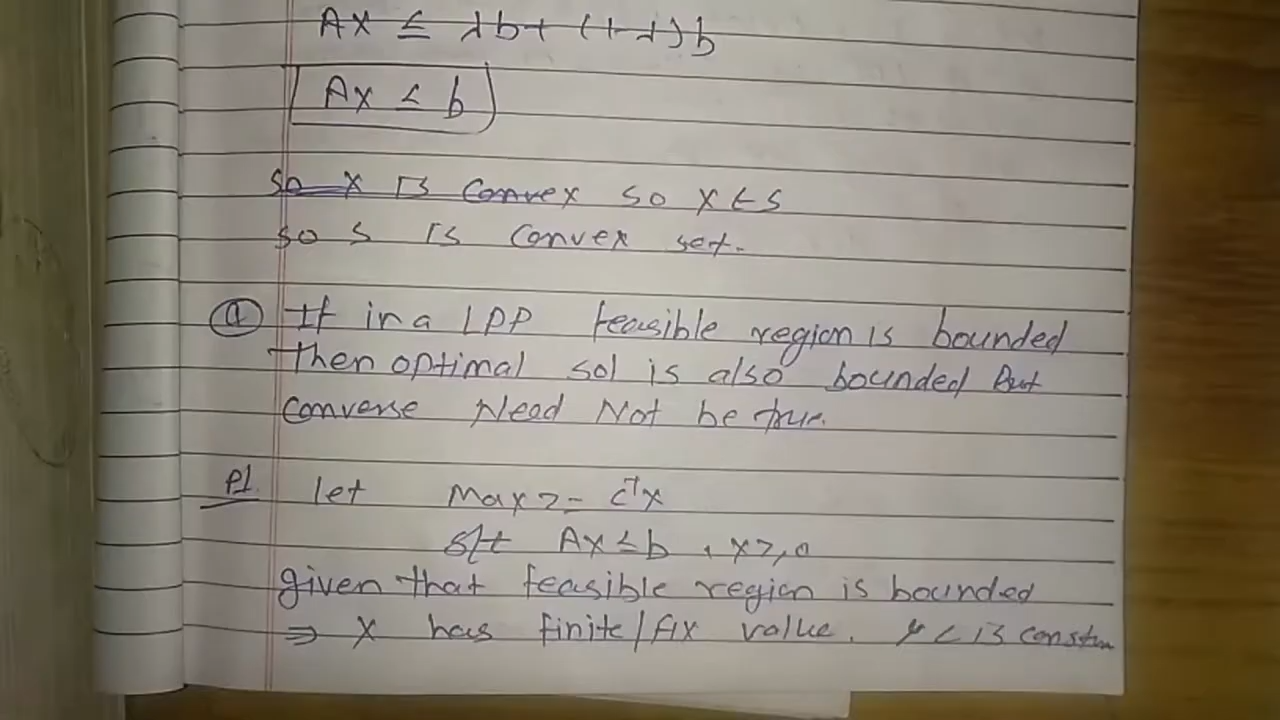 Ax ≤ λb+ (1-λ)b
Ax ≤ b
So x is convex so x ∈ S
so S is convex set.
Q If in a LPP feasible region is bounded
then optimal sol is also bounded But
converse Need Not be true.
Pf. let Max z = cᵀx
s/t Ax ≤ b , x ≥, 0
given that feasible region is bounded
⇒ x has finite/fix value. c is